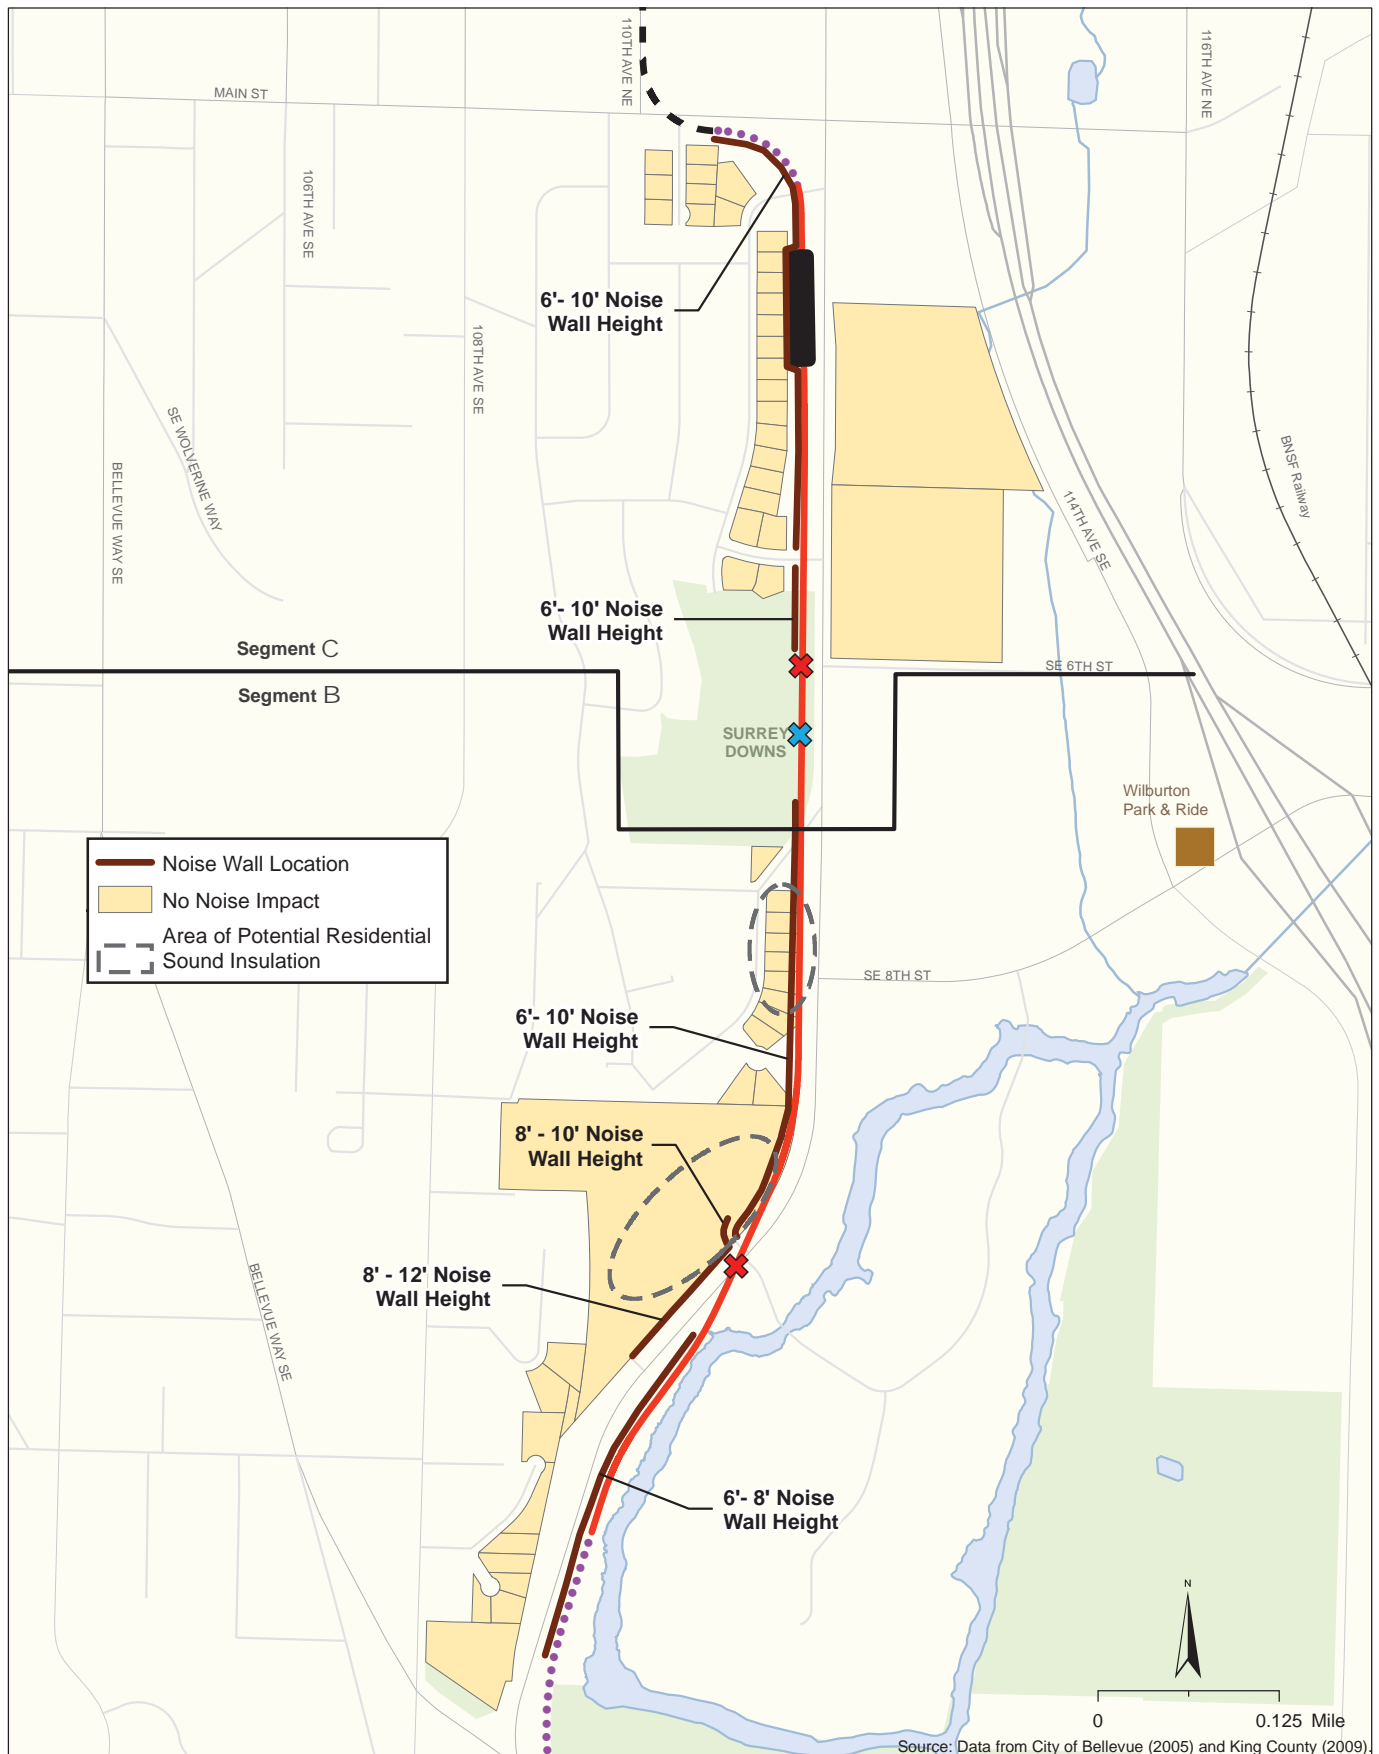 110TH AVE NE
116TH AVE NE
MAIN ST
106TH AVE SE
6'- 10' Noise
Wall Height
108TH AVE SE
SE WOLVERINE WAY
BELLEVUE WAY SE
BNSF Railway
114TH AVE SE
6'- 10' Noise
Wall Height
Segment C
SE 6TH ST
Segment B
SURREY
DOWNS
Wilburton
Park & Ride
Noise Wall Location
No Noise Impact
Area of Potential Residential
Sound Insulation
SE 8TH ST
6'- 10' Noise
Wall Height
8' - 10' Noise
Wall Height
8' - 12' Noise
Wall Height
BELLEVUE WAY SE
6'- 8' Noise
Wall Height
N
0 0.125 Mile
Source: Data from City of Bellevue (2005) and King County (2009).